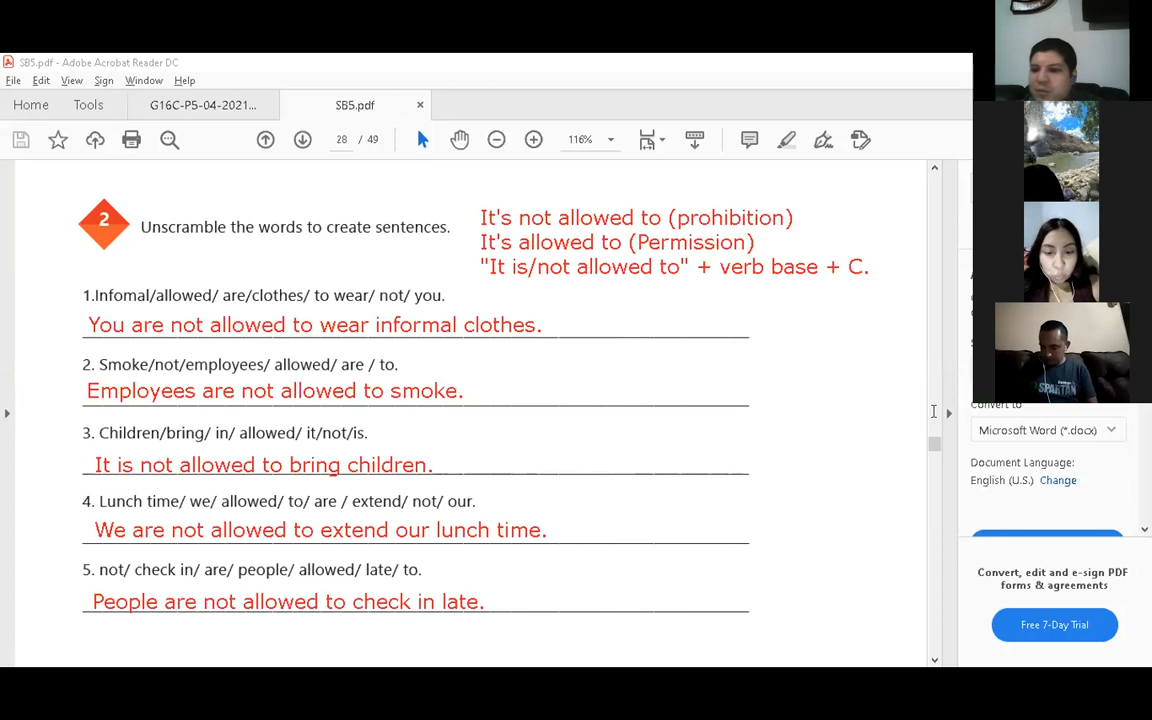 SB5.pdf - Adobe Acrobat Reader DC
File Edit View Sign Window Help
Home Tools G16C-P5-04-2021... SB5.pdf ×
28 / 49 116%
2 Unscramble the words to create sentences.
It's not allowed to (prohibition)
It's allowed to (Permission)
"It is/not allowed to" + verb base + C.
1.Infomal/allowed/ are/clothes/ to wear/ not/ you.
You are not allowed to wear informal clothes.
2. Smoke/not/employees/ allowed/ are / to.
Employees are not allowed to smoke.
3. Children/bring/ in/ allowed/ it/not/is.
It is not allowed to bring children.
4. Lunch time/ we/ allowed/ to/ are / extend/ not/ our.
We are not allowed to extend our lunch time.
5. not/ check in/ are/ people/ allowed/ late/ to.
People are not allowed to check in late.
Convert to
Microsoft Word (*.docx)
Document Language:
English (U.S.) Change
Convert, edit and e-sign PDF
forms & agreements
Free 7-Day Trial
SPARTAN